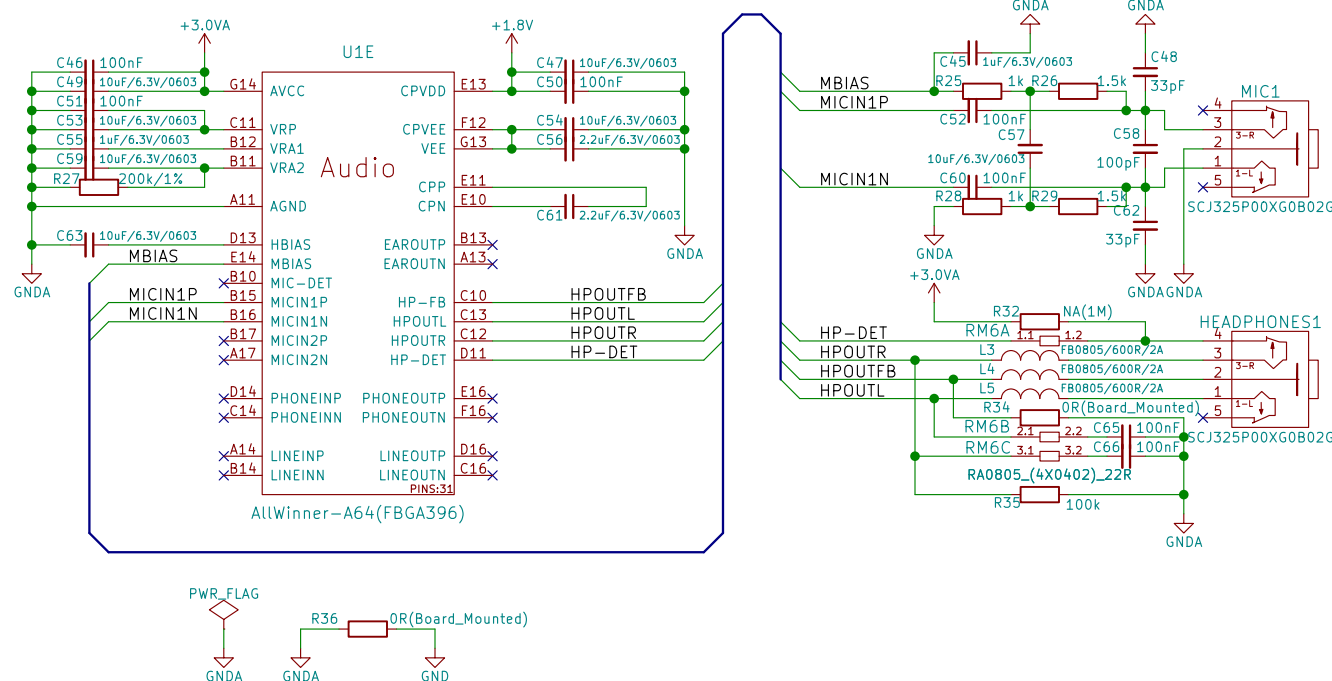 +3.0VA
U1E
+1.8V
C46 100nF
C49 10uF/6.3V/0603
C51 100nF
C53 10uF/6.3V/0603
C55 1uF/6.3V/0603
C59 10uF/6.3V/0603
R27 200k/1%
C63 10uF/6.3V/0603
GNDA
MBIAS
MICIN1P
MICIN1N
G14 AVCC
C11 VRP
B12 VRA1
B11 VRA2
A11 AGND
D13 HBIAS
E14 MBIAS
B10 MIC-DET
B15 MICIN1P
B16 MICIN1N
B17 MICIN2P
A17 MICIN2N
D14 PHONEINP
C14 PHONEINN
A14 LINEINP
B14 LINEINN
Audio
CPVDD E13
CPVEE F12
VEE G13
CPP E11
CPN E10
EAROUTP B13
EAROUTN A13
HP-FB C10
HPOUTL C13
HPOUTR C12
HP-DET D11
PHONEOUTP E16
PHONEOUTN F16
LINEOUTP D16
LINEOUTN C16
PINS:31
AllWinner-A64(FBGA396)
C47 10uF/6.3V/0603
C50 100nF
C54 10uF/6.3V/0603
C56 2.2uF/6.3V/0603
C61 2.2uF/6.3V/0603
GNDA
HPOUTFB
HPOUTL
HPOUTR
HP-DET
GNDA
GNDA
C45 1uF/6.3V/0603
C48
33pF
MBIAS
R25 1k R26 1.5k
MICIN1P
C52 100nF
C57
10uF/6.3V/0603
C58
100pF
MICIN1N
C60 100nF
R28 1k R29 1.5k
C62
33pF
GNDA
GNDA
GNDA
MIC1
4
3
2
1
5
3-R
1-L
SCJ325P00XG0B02G
+3.0VA
R32 NA(1M)
HP-DET
RM6A 1.1 1.2
HPOUTR
L3 FB0805/600R/2A
HPOUTFB
L4 FB0805/600R/2A
HPOUTL
L5 FB0805/600R/2A
R34 0R(Board_Mounted)
RM6B 2.1 2.2 C65 100nF
RM6C 3.1 3.2 C66 100nF
RA0805_(4X0402)_22R
R35 100k
GNDA
HEADPHONES1
4
3
2
1
5
3-R
1-L
SCJ325P00XG0B02G
PWR_FLAG
GNDA
R36 0R(Board_Mounted)
GNDA
GND